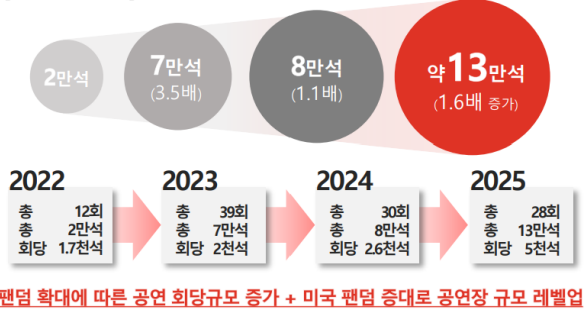 2만석
7만석
(3.5배)
8만석
(1.1배)
약 13만석
(1.6배 증가)
2022
총 12회
총 2만석
회당 1.7천석
2023
총 39회
총 7만석
회당 2천석
2024
총 30회
총 8만석
회당 2.6천석
2025
총 28회
총 13만석
회당 5천석
팬덤 확대에 따른 공연 회당규모 증가 + 미국 팬덤 증대로 공연장 규모 레벨업